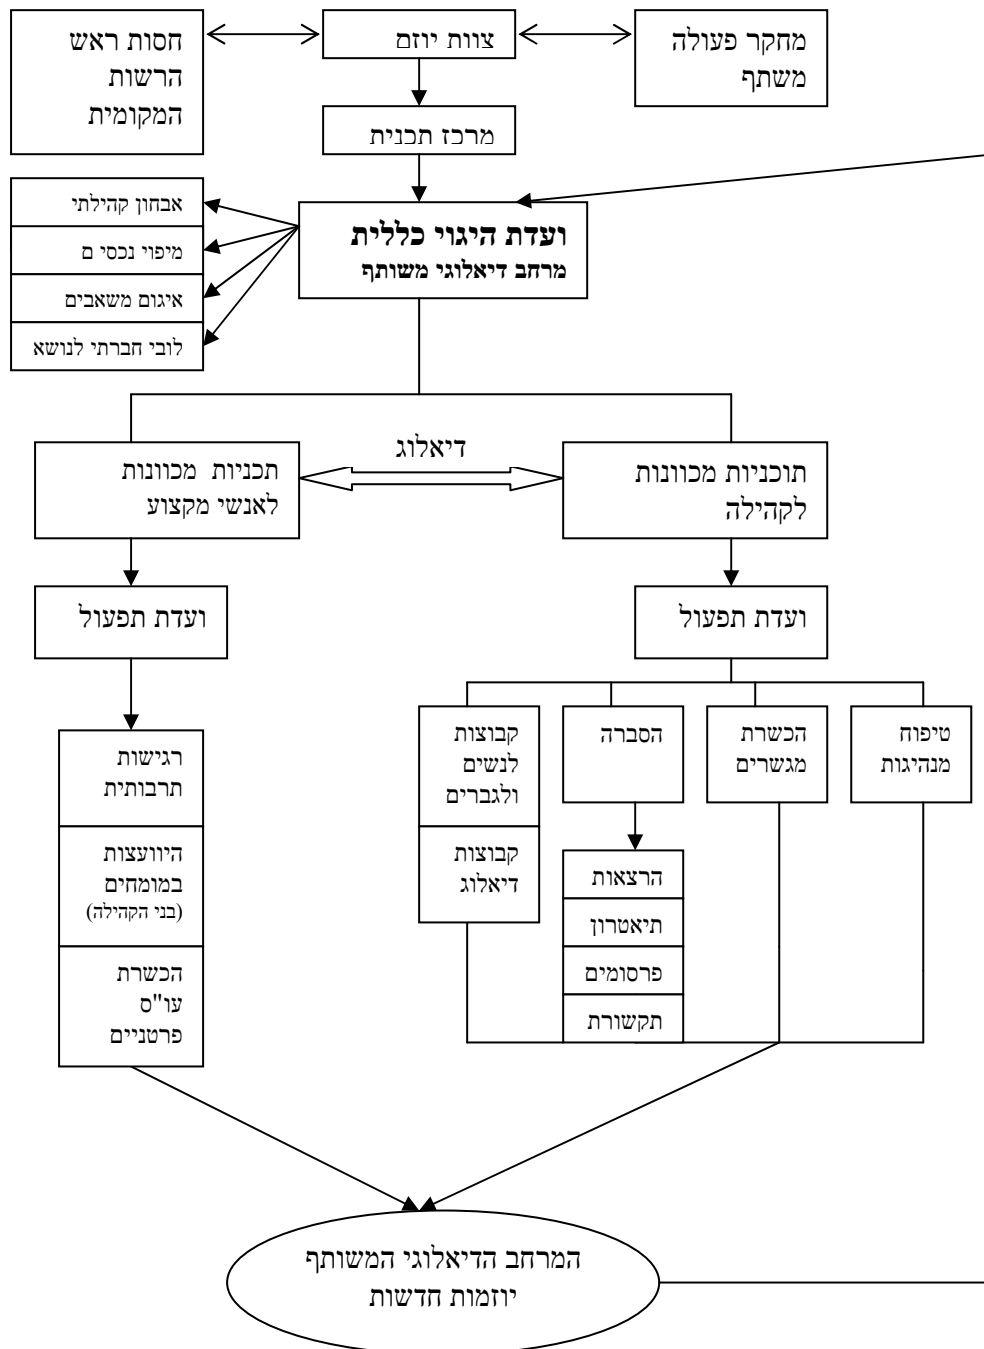 מחקר פעולה
משתף
צוות יוזם
חסות ראש
הרשות
המקומית
מרכז תכנית
ועדת היגוי כללית
מרחב דיאלוגי משותף
אבחון קהילתי
מיפוי נכסי ם
איגום משאבים
לובי חברתי לנושא
תוכניות מכוונות
לקהילה
דיאלוג
תכניות מכוונות
לאנשי מקצוע
ועדת תפעול
ועדת תפעול
טיפוח
מנהיגות
הכשרת
מגשרים
הסברה
קבוצות
לנשים
ולגברים
קבוצות
דיאלוג
הרצאות
תיאטרון
פרסומים
תקשורת
רגישות
תרבותית
היוועצות
במומחים
(בני הקהילה)
הכשרת
עו"ס
פרטניים
המרחב הדיאלוגי המשותף
יוזמות חדשות